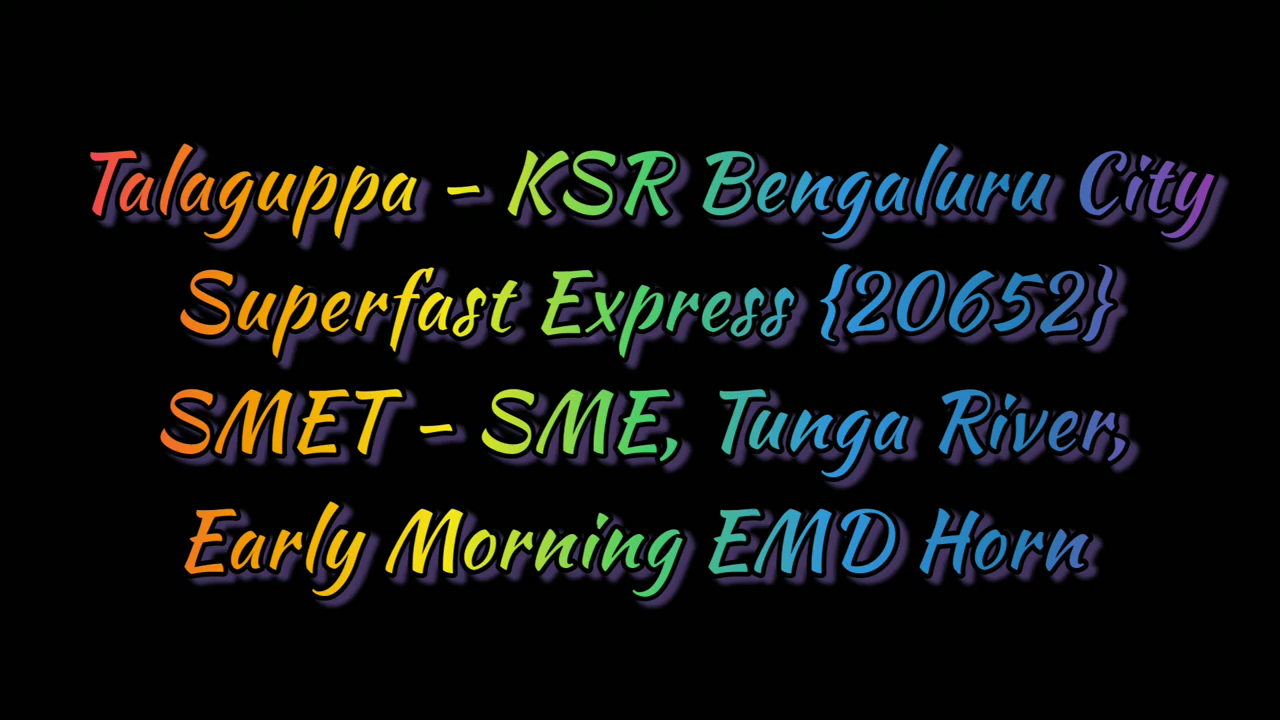 Talaguppa - KSR Bengaluru City
Superfast Express {20652}
SMET - SME, Tunga River,
Early Morning EMD Horn